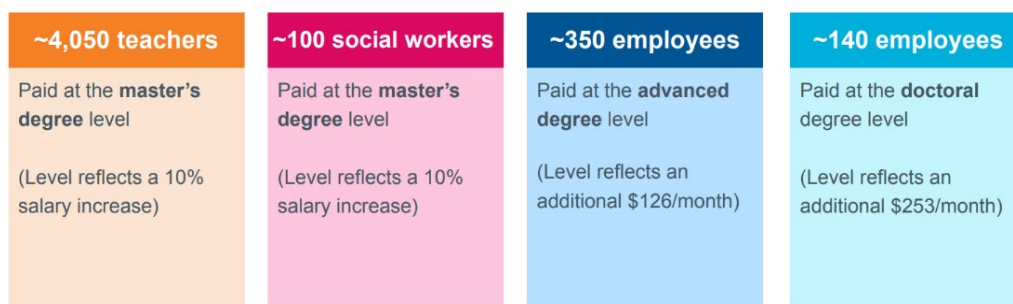 ~4,050 teachers
Paid at the master's
degree level
(Level reflects a 10%
salary increase)
~100 social workers
Paid at the master's
degree level
(Level reflects a 10%
salary increase)
~350 employees
Paid at the advanced
degree level
(Level reflects an
additional $126/month)
~140 employees
Paid at the doctoral
degree level
(Level reflects an
additional $253/month)